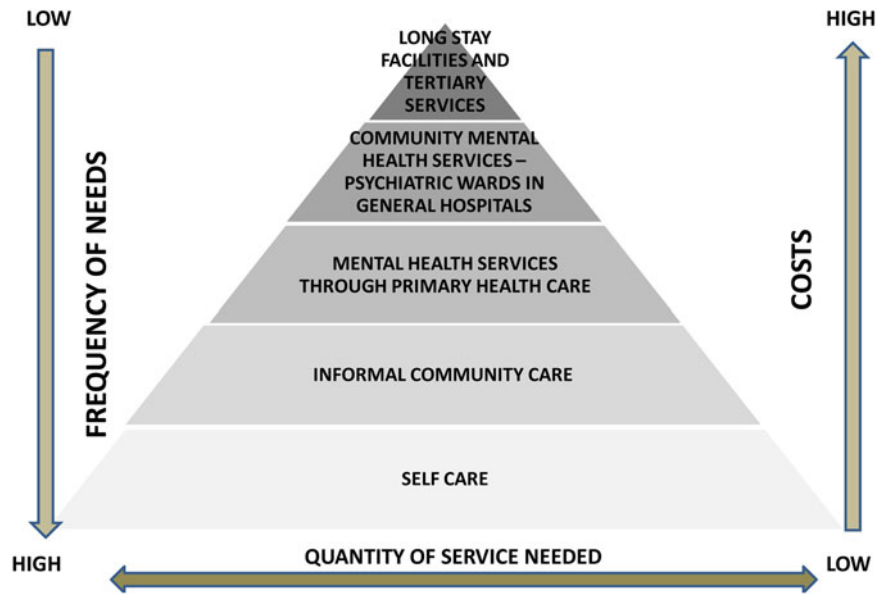 LOW
HIGH
LONG STAY
FACILITIES AND
TERTIARY
SERVICES
COMMUNITY MENTAL
HEALTH SERVICES –
PSYCHIATRIC WARDS IN
GENERAL HOSPITALS
FREQUENCY OF NEEDS
COSTS
MENTAL HEALTH SERVICES
THROUGH PRIMARY HEALTH CARE
INFORMAL COMMUNITY CARE
SELF CARE
HIGH
QUANTITY OF SERVICE NEEDED
LOW